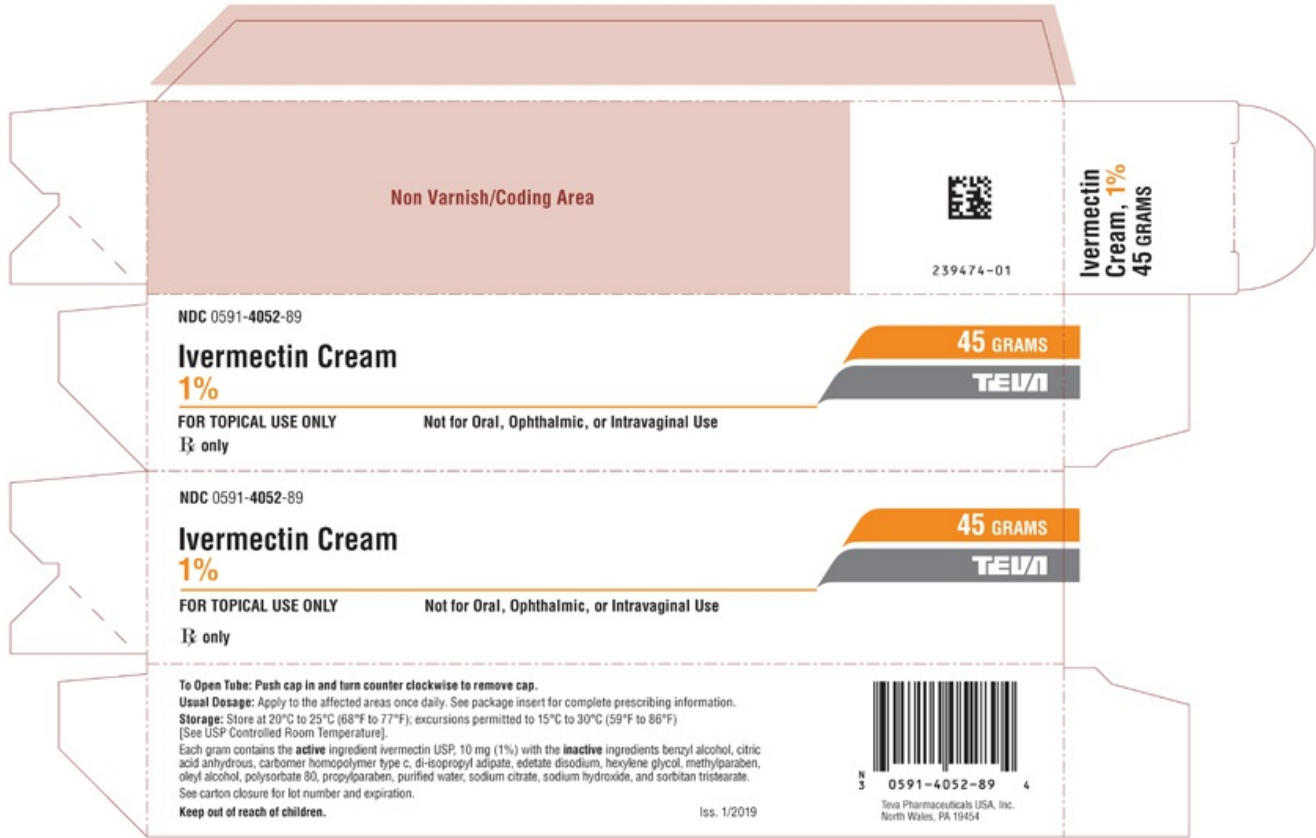 Non Varnish/Coding Area
239474-01
Ivermectin
Cream, 1%
45 GRAMS
NDC 0591-4052-89
Ivermectin Cream
1%
45 GRAMS
TEVA
FOR TOPICAL USE ONLY Not for Oral, Ophthalmic, or Intravaginal Use
℞ only
NDC 0591-4052-89
Ivermectin Cream
1%
45 GRAMS
TEVA
FOR TOPICAL USE ONLY Not for Oral, Ophthalmic, or Intravaginal Use
℞ only
To Open Tube: Push cap in and turn counter clockwise to remove cap.
Usual Dosage: Apply to the affected areas once daily. See package insert for complete prescribing information.
Storage: Store at 20°C to 25°C (68°F to 77°F); excursions permitted to 15°C to 30°C (59°F to 86°F)
[See USP Controlled Room Temperature].
Each gram contains the active ingredient ivermectin USP, 10 mg (1%) with the inactive ingredients benzyl alcohol, citric
acid anhydrous, carbomer homopolymer type c, di-isopropyl adipate, edetate disodium, hexylene glycol, methylparaben,
oleyl alcohol, polysorbate 80, propylparaben, purified water, sodium citrate, sodium hydroxide, and sorbitan tristearate.
See carton closure for lot number and expiration.
Keep out of reach of children. Iss. 1/2019
N
3 0591-4052-89 4
Teva Pharmaceuticals USA, Inc.
North Wales, PA 19454